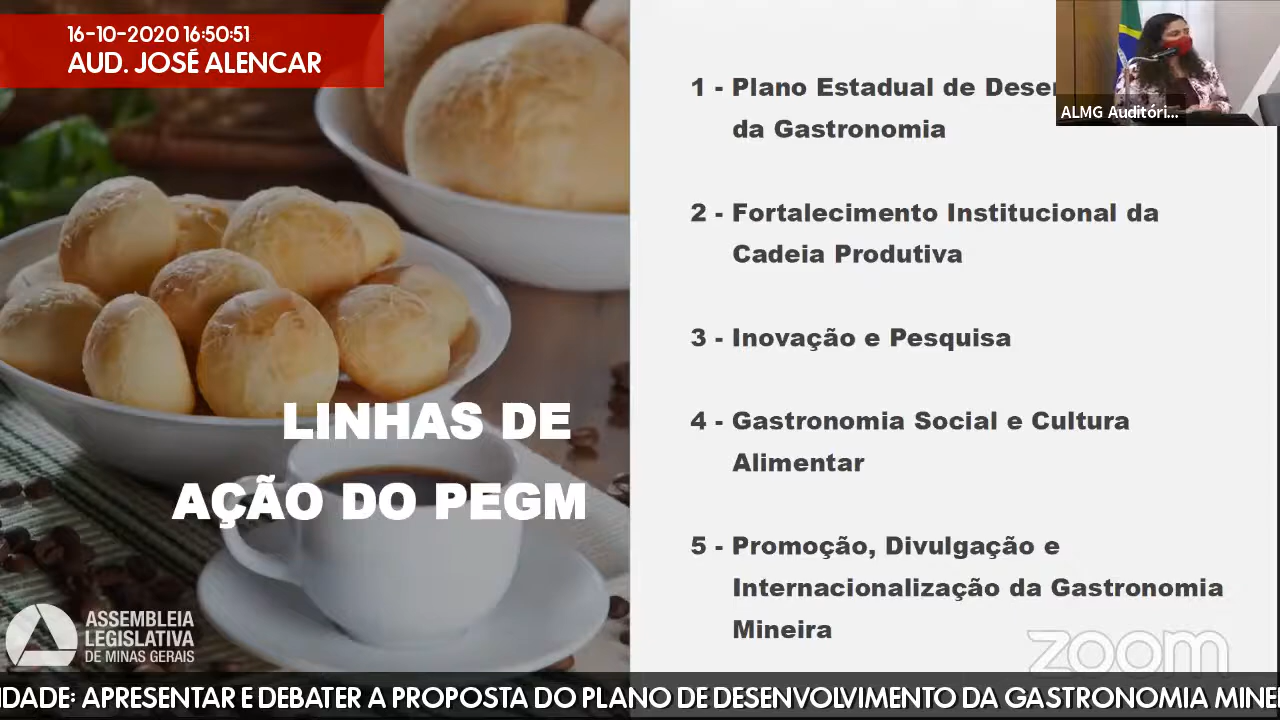 16-10-2020 16:50:51
AUD. JOSÉ ALENCAR
ALMG Auditóri...
1 - Plano Estadual de
da Gastronomia
2 - Fortalecimento Institucional da
Cadeia Produtiva
3 - Inovação e Pesquisa
4 - Gastronomia Social e Cultura
Alimentar
5 - Promoção, Divulgação e
Internacionalização da Gastronomia
Mineira
LINHAS DE
AÇÃO DO PEGM
ASSEMBLEIA
LEGISLATIVA
DE MINAS GERAIS
zoom
APRESENTAR E DEBATER A PROPOSTA DO PLANO DE DESENVOLVIMENTO DA GASTRONOMIA